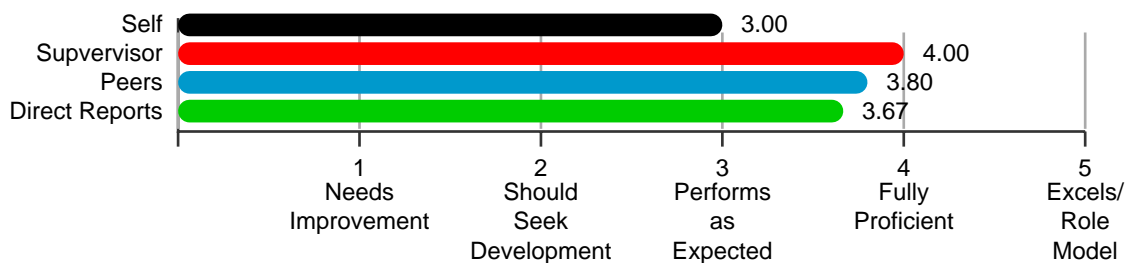 Self 3.00
Supvervisor 4.00
Peers 3.80
Direct Reports 3.67
1 2 3 4 5
Needs Should Performs Fully Excels/
Improvement Seek as Proficient Role
Development Expected Model